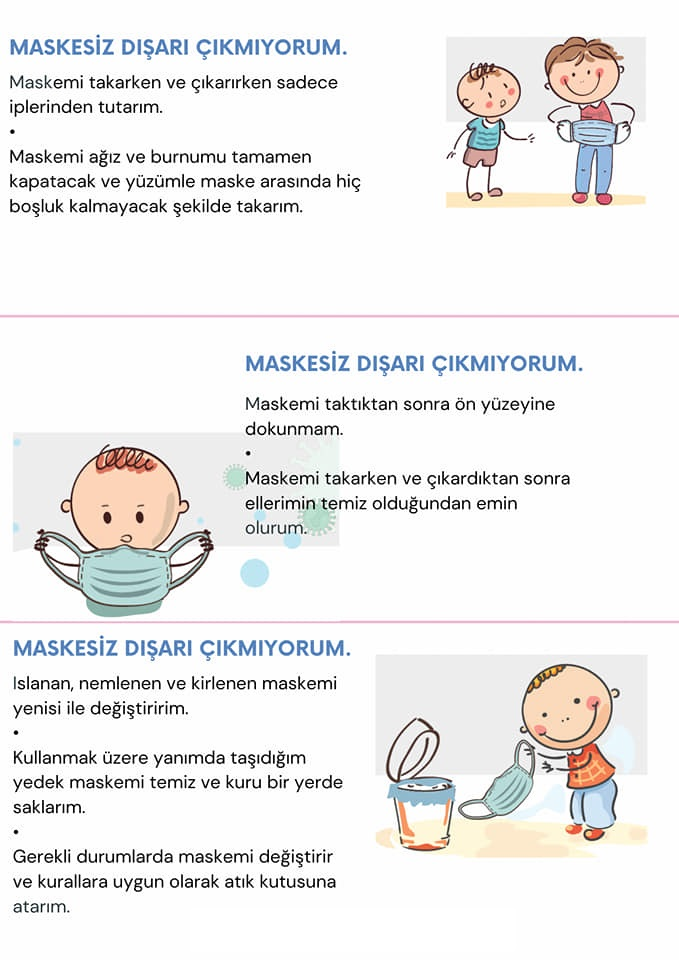 MASKESİZ DIŞARI ÇIKMIYORUM.
Maskemi takarken ve çıkarırken sadece
iplerinden tutarım.
•
Maskemi ağız ve burnumu tamamen
kapatacak ve yüzümle maske arasında hiç
boşluk kalmayacak şekilde takarım.
MASKESİZ DIŞARI ÇIKMIYORUM.
Maskemi taktıktan sonra ön yüzeyine
dokunmam.
•
Maskemi takarken ve çıkardıktan sonra
ellerimin temiz olduğundan emin
olurum.
MASKESİZ DIŞARI ÇIKMIYORUM.
Islanan, nemlenen ve kirlenen maskemi
yenisi ile değiştiririm.
•
Kullanmak üzere yanımda taşıdığım
yedek maskemi temiz ve kuru bir yerde
saklarım.
•
Gerekli durumlarda maskemi değiştirir
ve kurallara uygun olarak atık kutusuna
atarım.